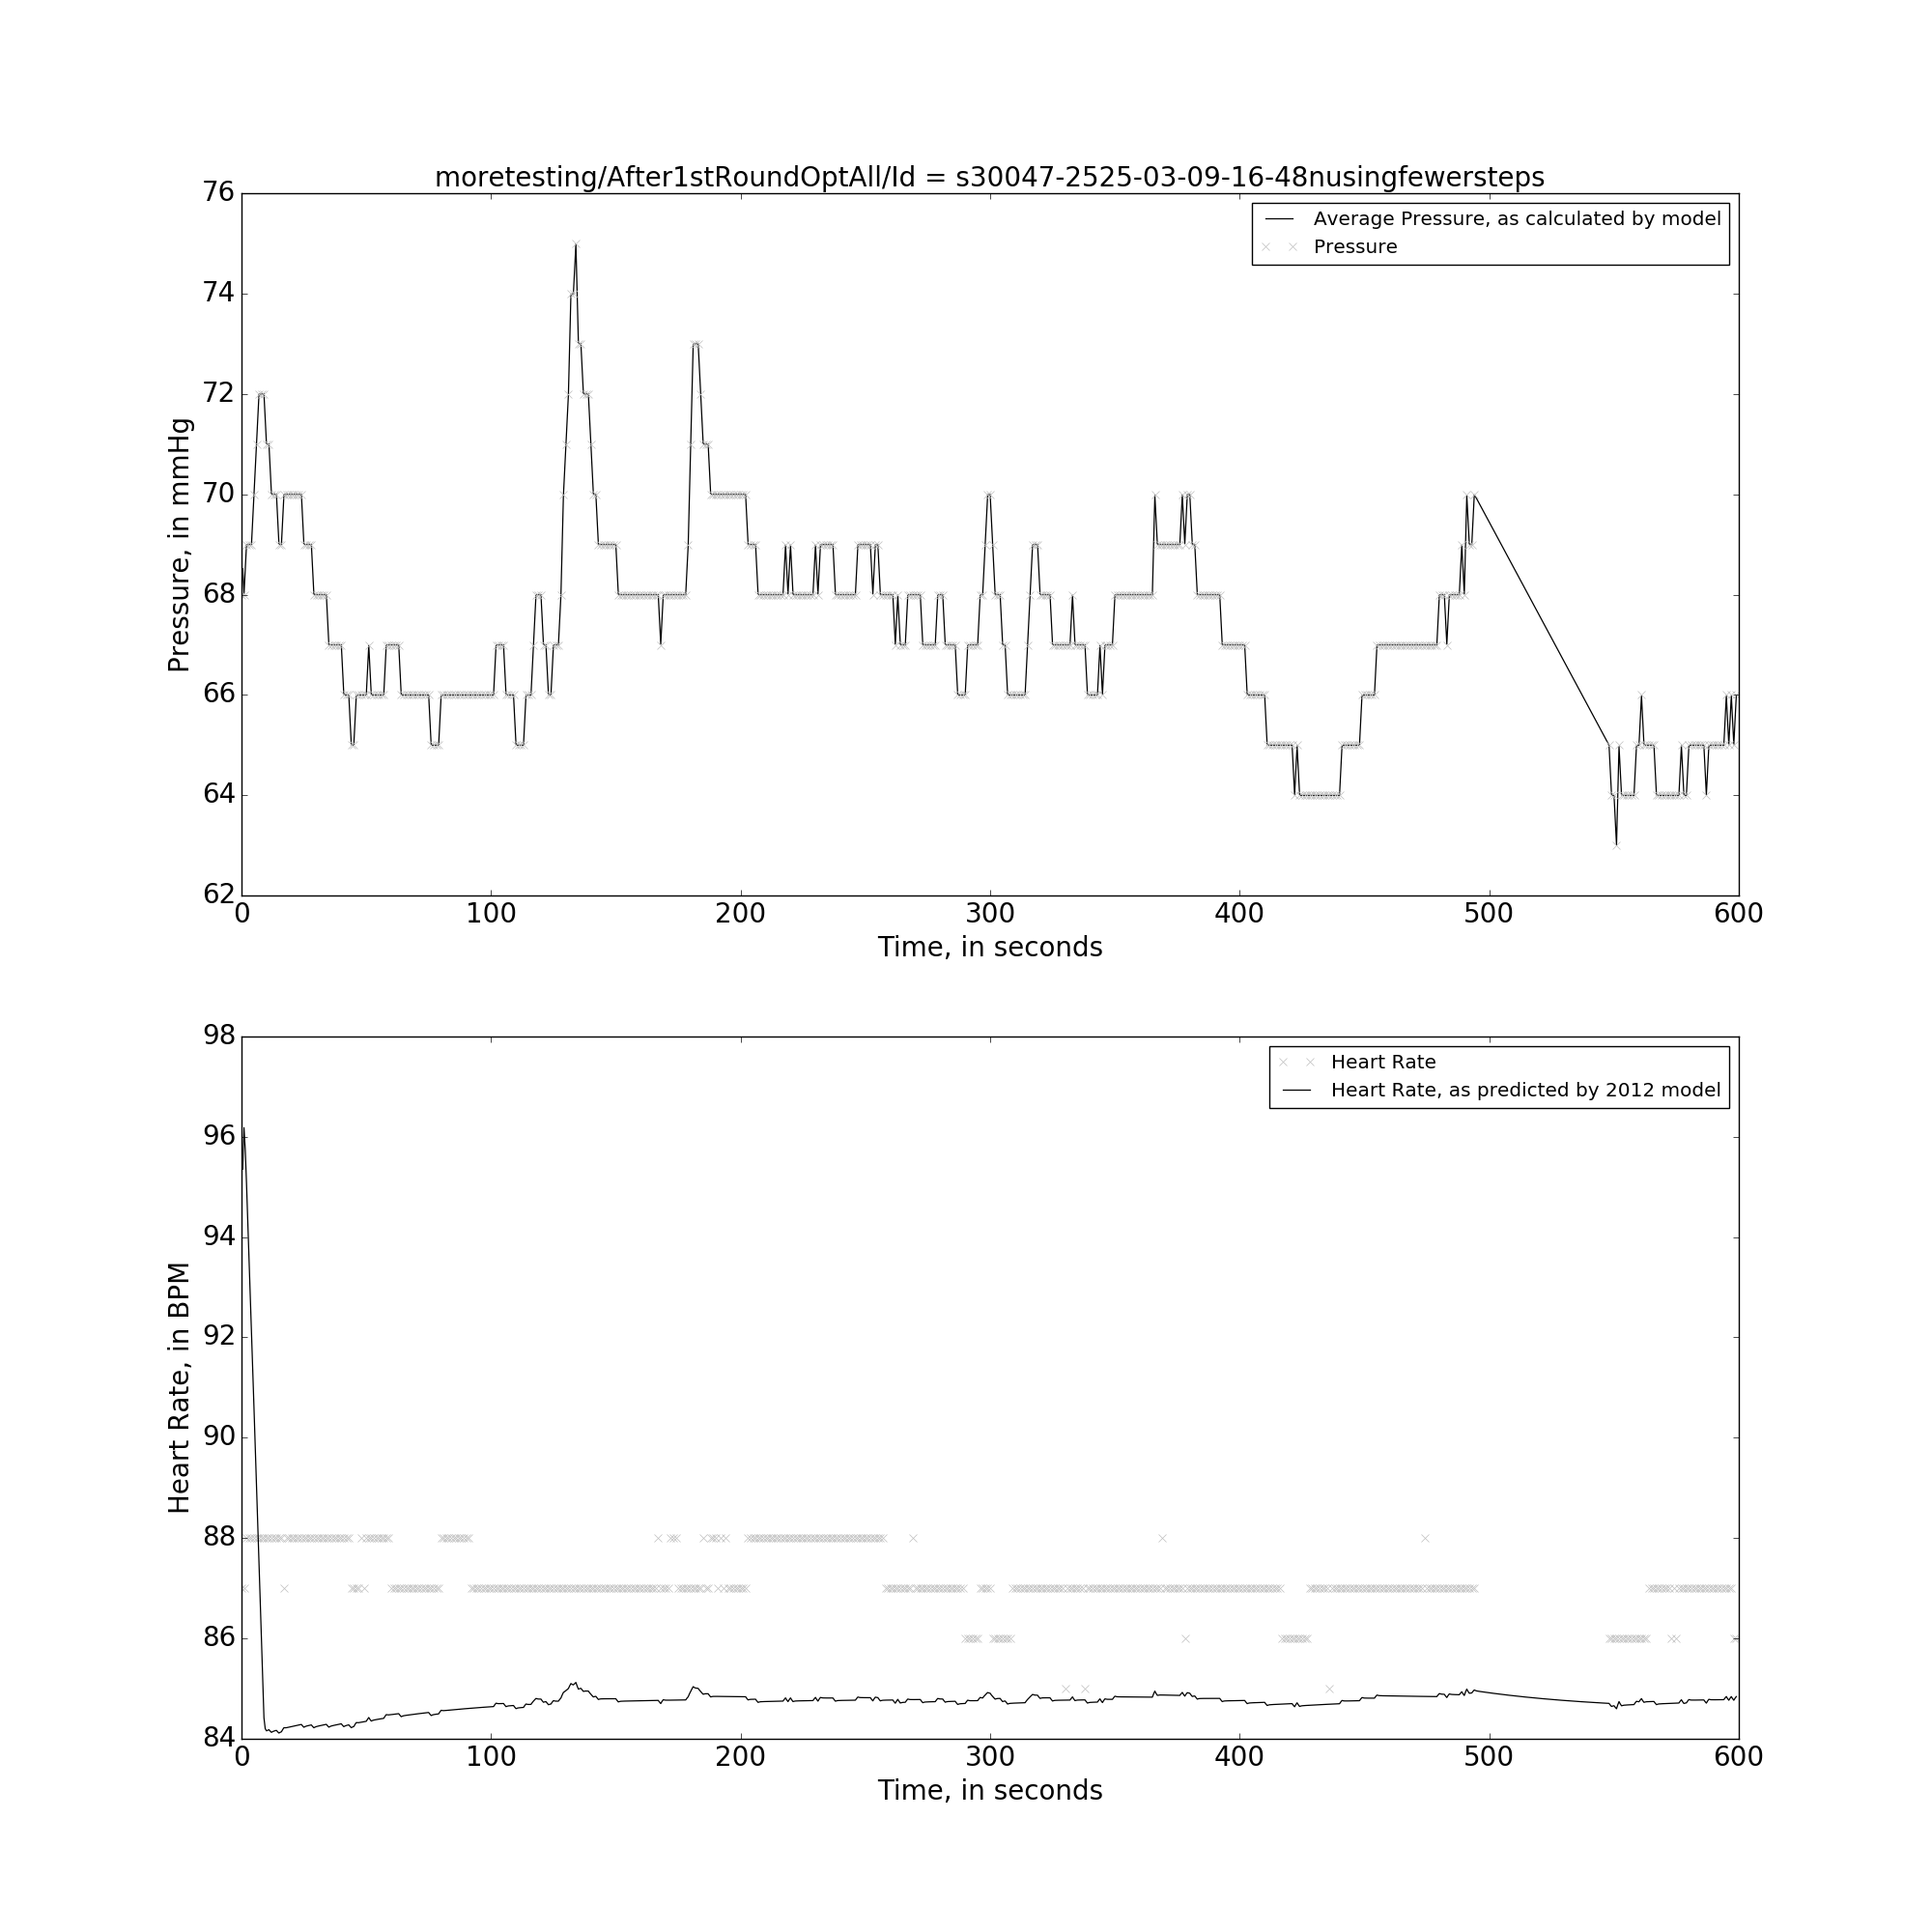 moretesting/After1stRoundOptAll/Id = s30047-2525-03-09-16-48nusingfewersteps
76
74
72
70
68
66
64
62
Pressure, in mmHg
Average Pressure, as calculated by model
Pressure
0 100 200 300 400 500 600
Time, in seconds
98
96
94
92
90
88
86
84
Heart Rate, in BPM
Heart Rate
Heart Rate, as predicted by 2012 model
0 100 200 300 400 500 600
Time, in seconds